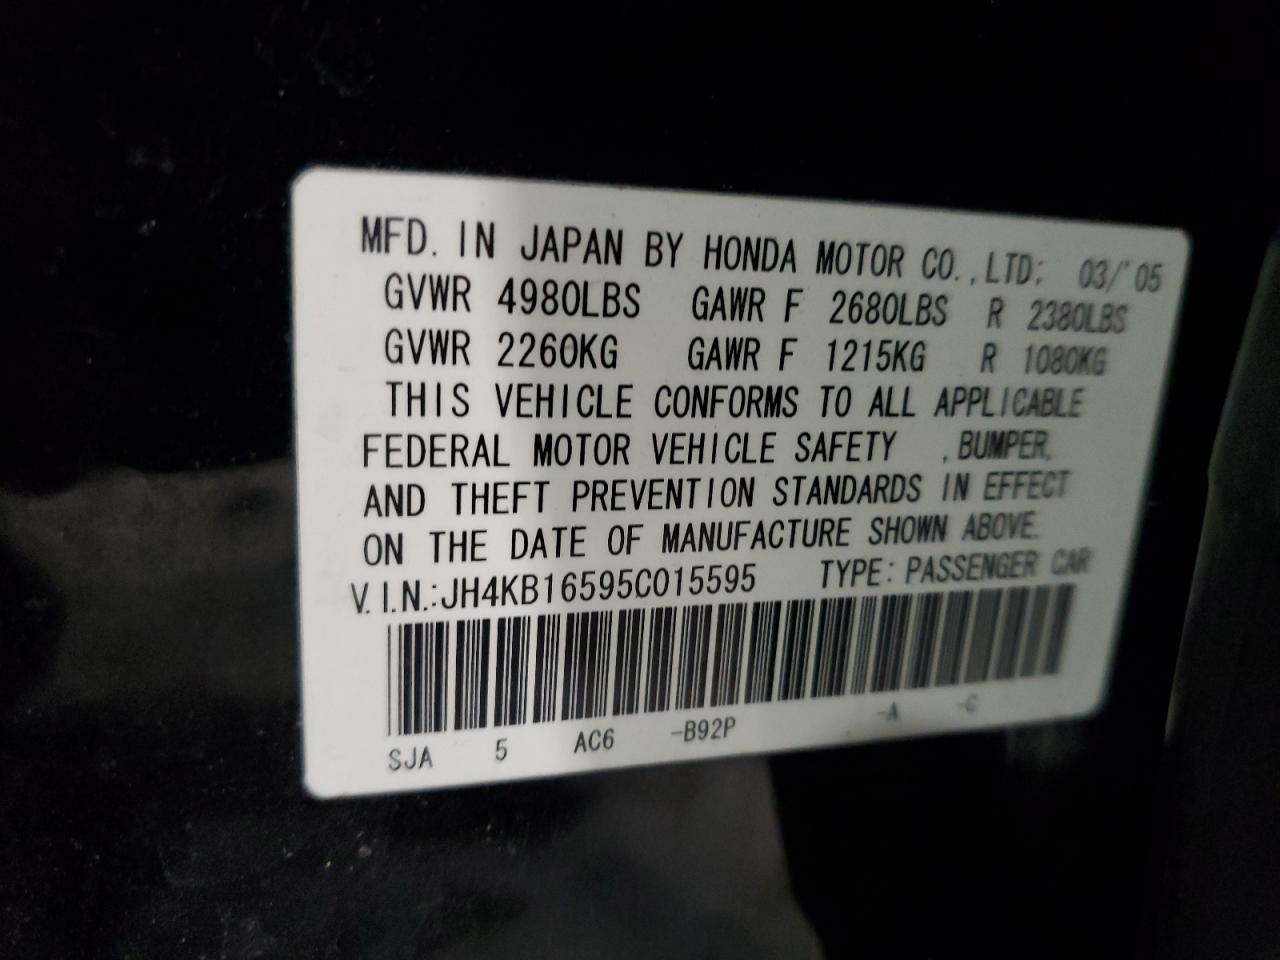 MFD. IN JAPAN BY HONDA MOTOR CO.,LTD; 03/'05
GVWR 4980LBS GAWR F 2680LBS R 2380LBS
GVWR 2260KG GAWR F 1215KG R 1080KG
THIS VEHICLE CONFORMS TO ALL APPLICABLE
FEDERAL MOTOR VEHICLE SAFETY ,BUMPER,
AND THEFT PREVENTION STANDARDS IN EFFECT
ON THE DATE OF MANUFACTURE SHOWN ABOVE.
V.I.N.:JH4KB16595C015595 TYPE: PASSENGER CAR
SJA 5 AC6 -B92P -A -C